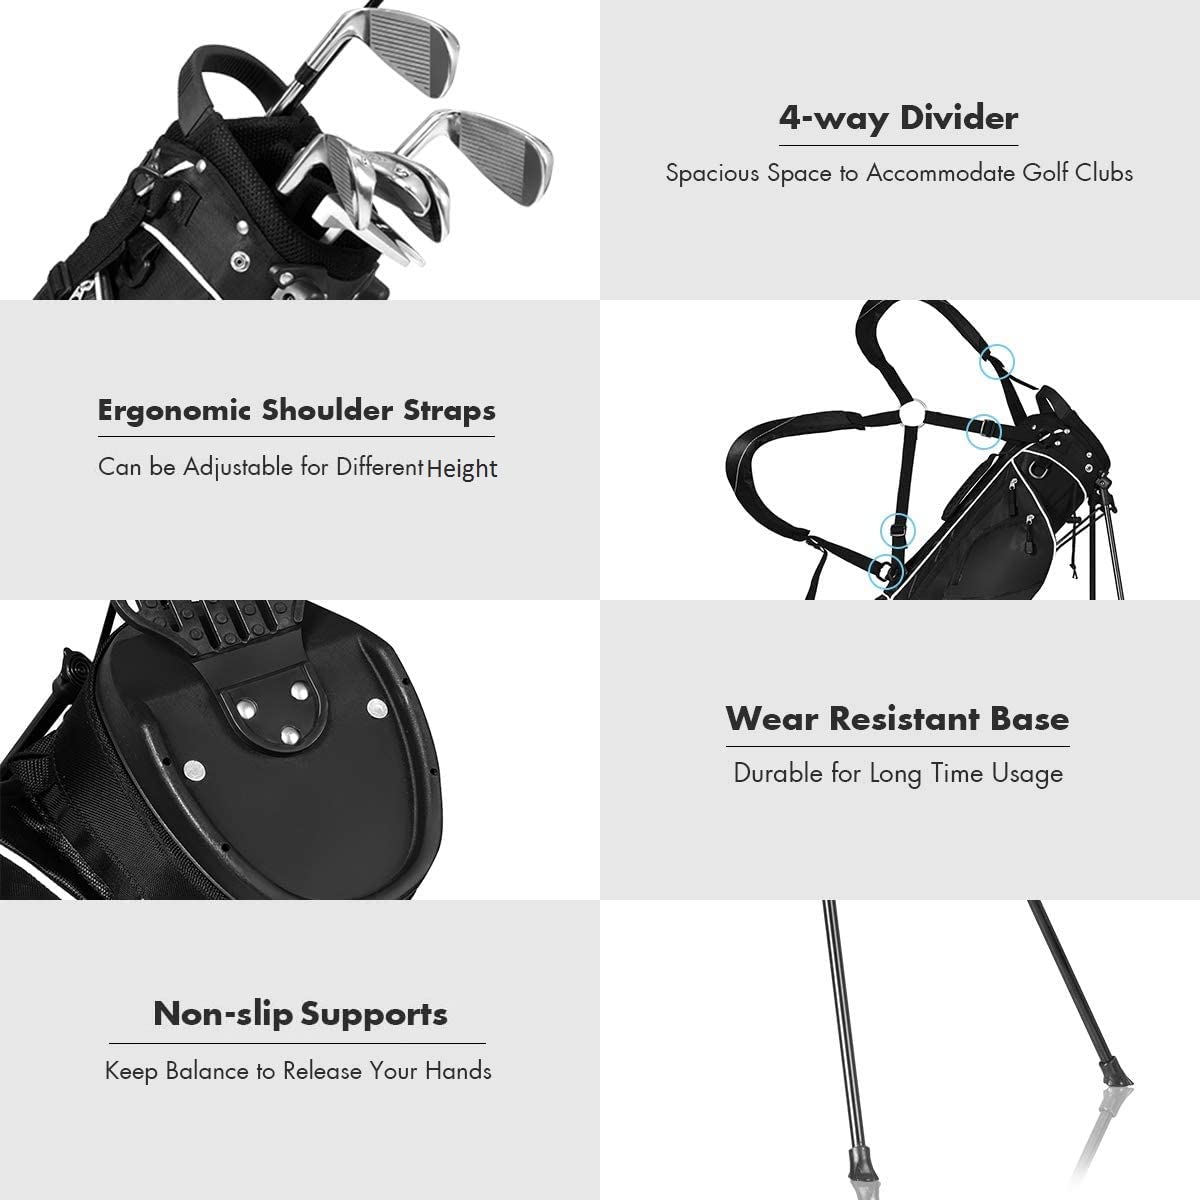 4-way Divider
Spacious Space to Accommodate Golf Clubs
Ergonomic Shoulder Straps
Can be Adjustable for Different Height
Wear Resistant Base
Durable for Long Time Usage
Non-slip Supports
Keep Balance to Release Your Hands